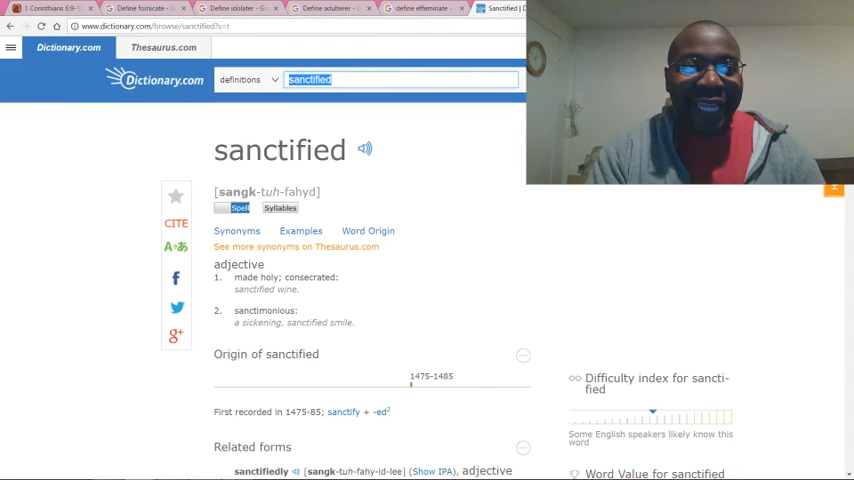 1 Corinthians 6:9-1
Define fornicate - G
Define idolater - Go
Define adulterer - G
define effeminate -
Sanctified | D
www.dictionary.com/browse/sanctified?s=t
Dictionary.com
Thesaurus.com
Dictionary.com
definitions
sanctified
sanctified
[sangk-tuh-fahyd]
Spell
Syllables
CITE
Synonyms
Examples
Word Origin
See more synonyms on Thesaurus.com
adjective
1. made holy; consecrated:
sanctified wine.
2. sanctimonious:
a sickening, sanctified smile.
f
g+
Origin of sanctified
1475-1485
First recorded in 1475-85; sanctify + -ed2
Difficulty index for sancti-
fied
Some English speakers likely know this
word
Related forms
sanctifiedly [sangk-tuh-fahy-id-lee] (Show IPA), adjective
Word Value for sanctified